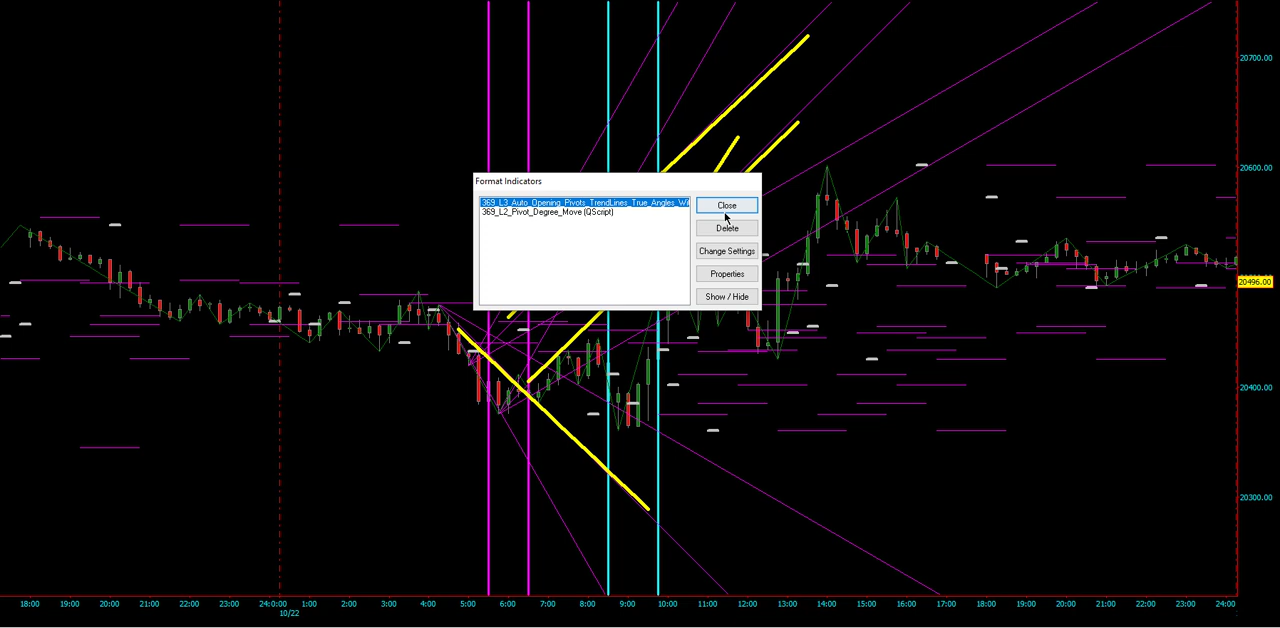 20700.00
Format Indicators
20600.00
369_L3_Auto_Opening_Pivots_TrendLines_True_Angles_W
Close
369_L2_Pivot_Degree_Move (QScript)
Delete
Change Settings
Properties
20496.00
Show / Hide
20400.00
20300.00
18:00 19:00 20:00 21:00 22:00 23:00 24:00 1:00 2:00 3:00 4:00 5:00 6:00 7:00 8:00 9:00 10:00 11:00 12:00 13:00 14:00 15:00 16:00 17:00 18:00 19:00 20:00 21:00 22:00 23:00 24:00
10/22